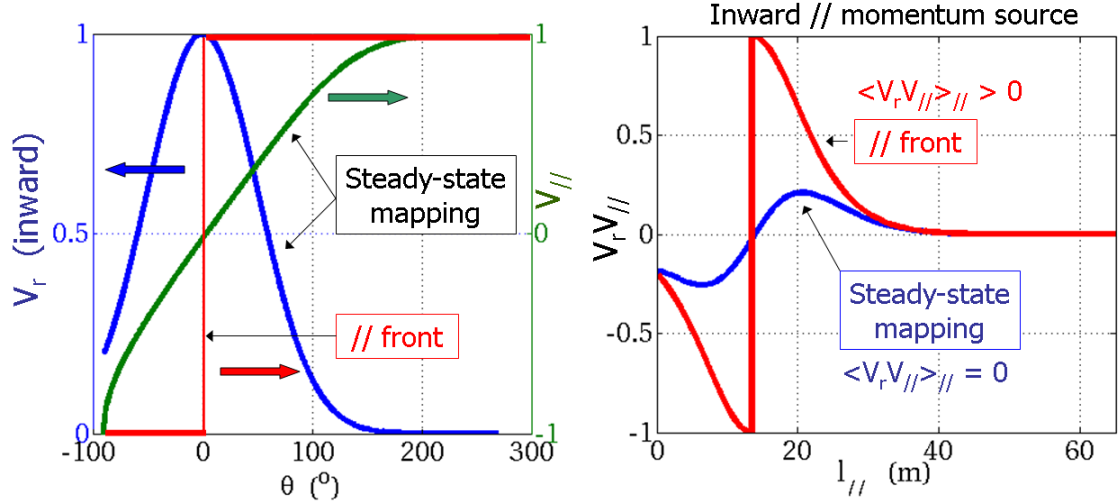 1
0.5
0
-100
0
100
200
300
1
0
-1
V_r (inward)
V_//
θ (°)
Steady-state
mapping
// front
Inward // momentum source
1
0.5
0
-0.5
-1
0
20
40
60
V_rV_//
l_// (m)
<V_rV_//>_// > 0
// front
Steady-state
mapping
<V_rV_//>_// = 0